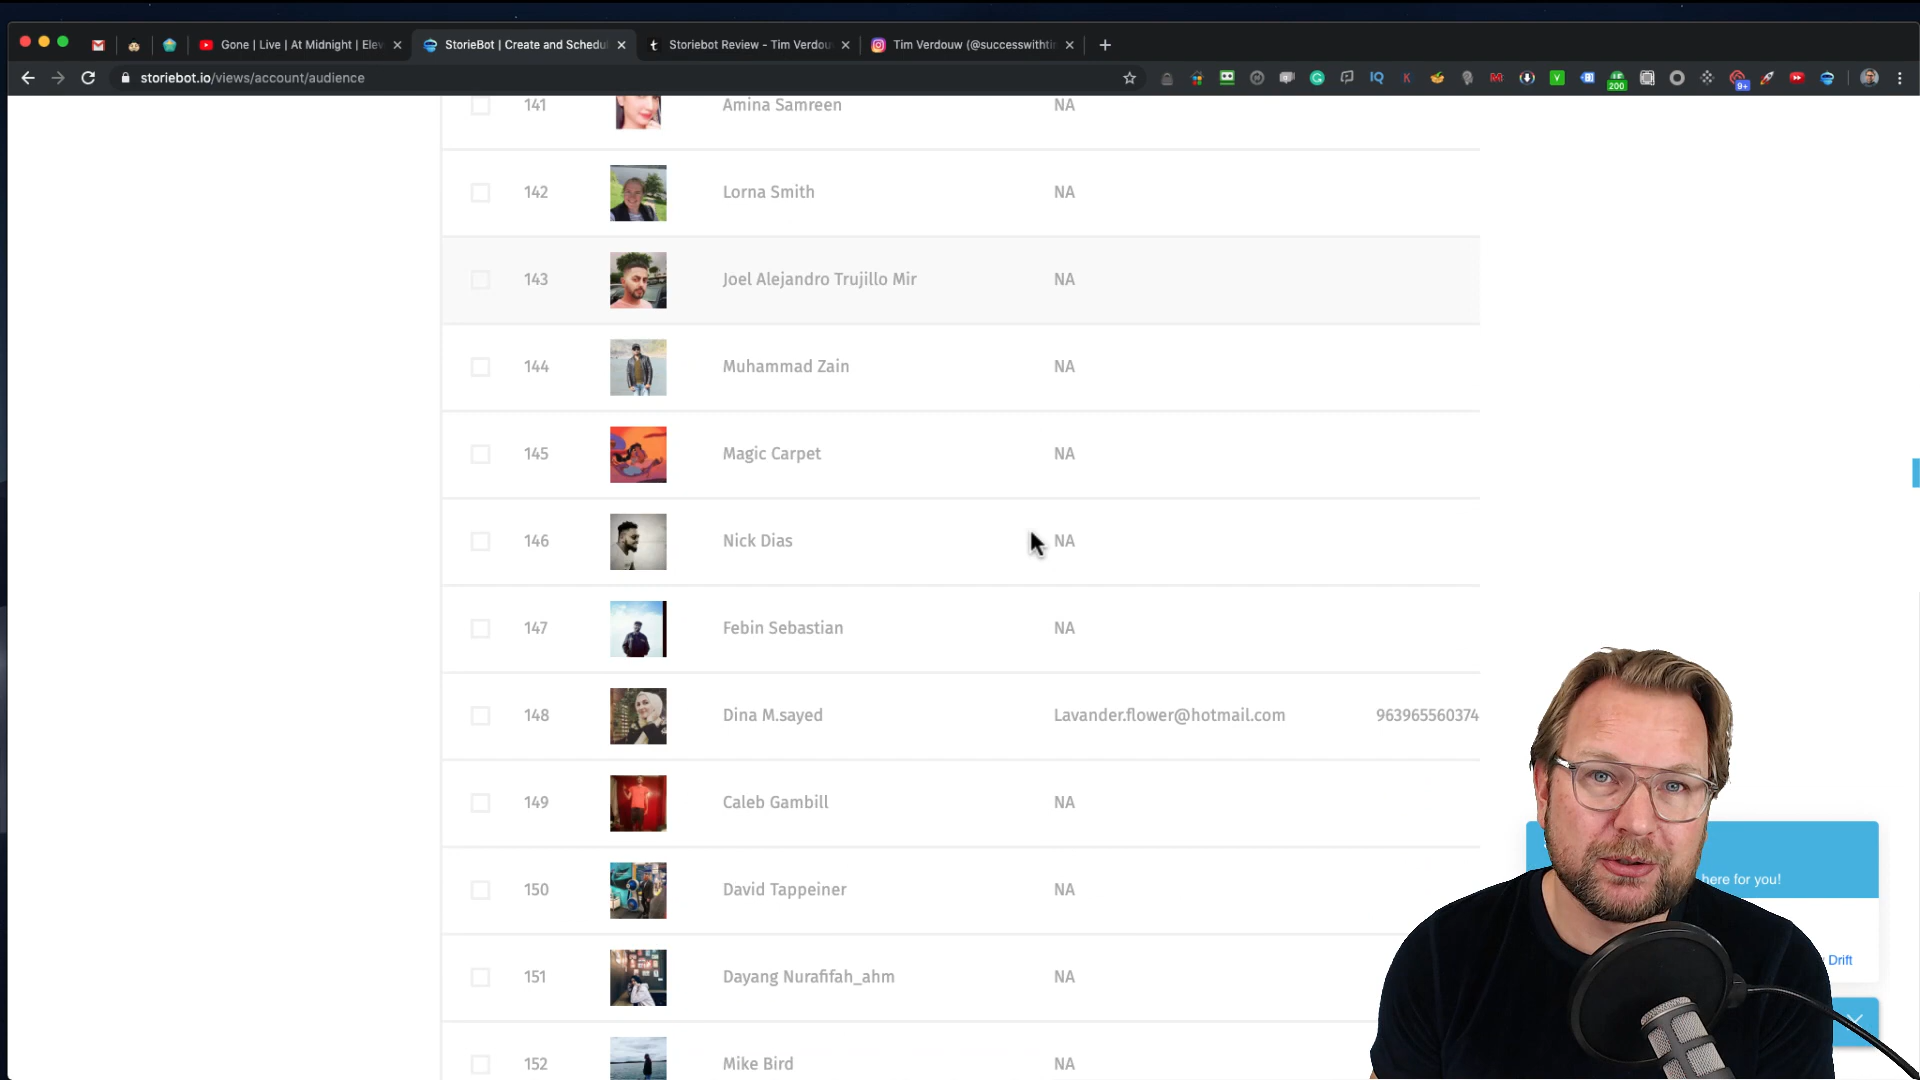 Gone | Live | At Midnight | Elev
StorieBot | Create and Schedul
Storiebot Review - Tim Verdou
Tim Verdouw (@successwithtim
storiebot.io/views/account/audience
200
9+
141 Amina Samreen NA
142 Lorna Smith NA
143 Joel Alejandro Trujillo Mir NA
144 Muhammad Zain NA
145 Magic Carpet NA
146 Nick Dias NA
147 Febin Sebastian NA
148 Dina M.sayed Lavander.flower@hotmail.com 963965560374
149 Caleb Gambill NA
150 David Tappeiner NA
151 Dayang Nurafifah_ahm NA
152 Mike Bird NA
here for you!
Drift